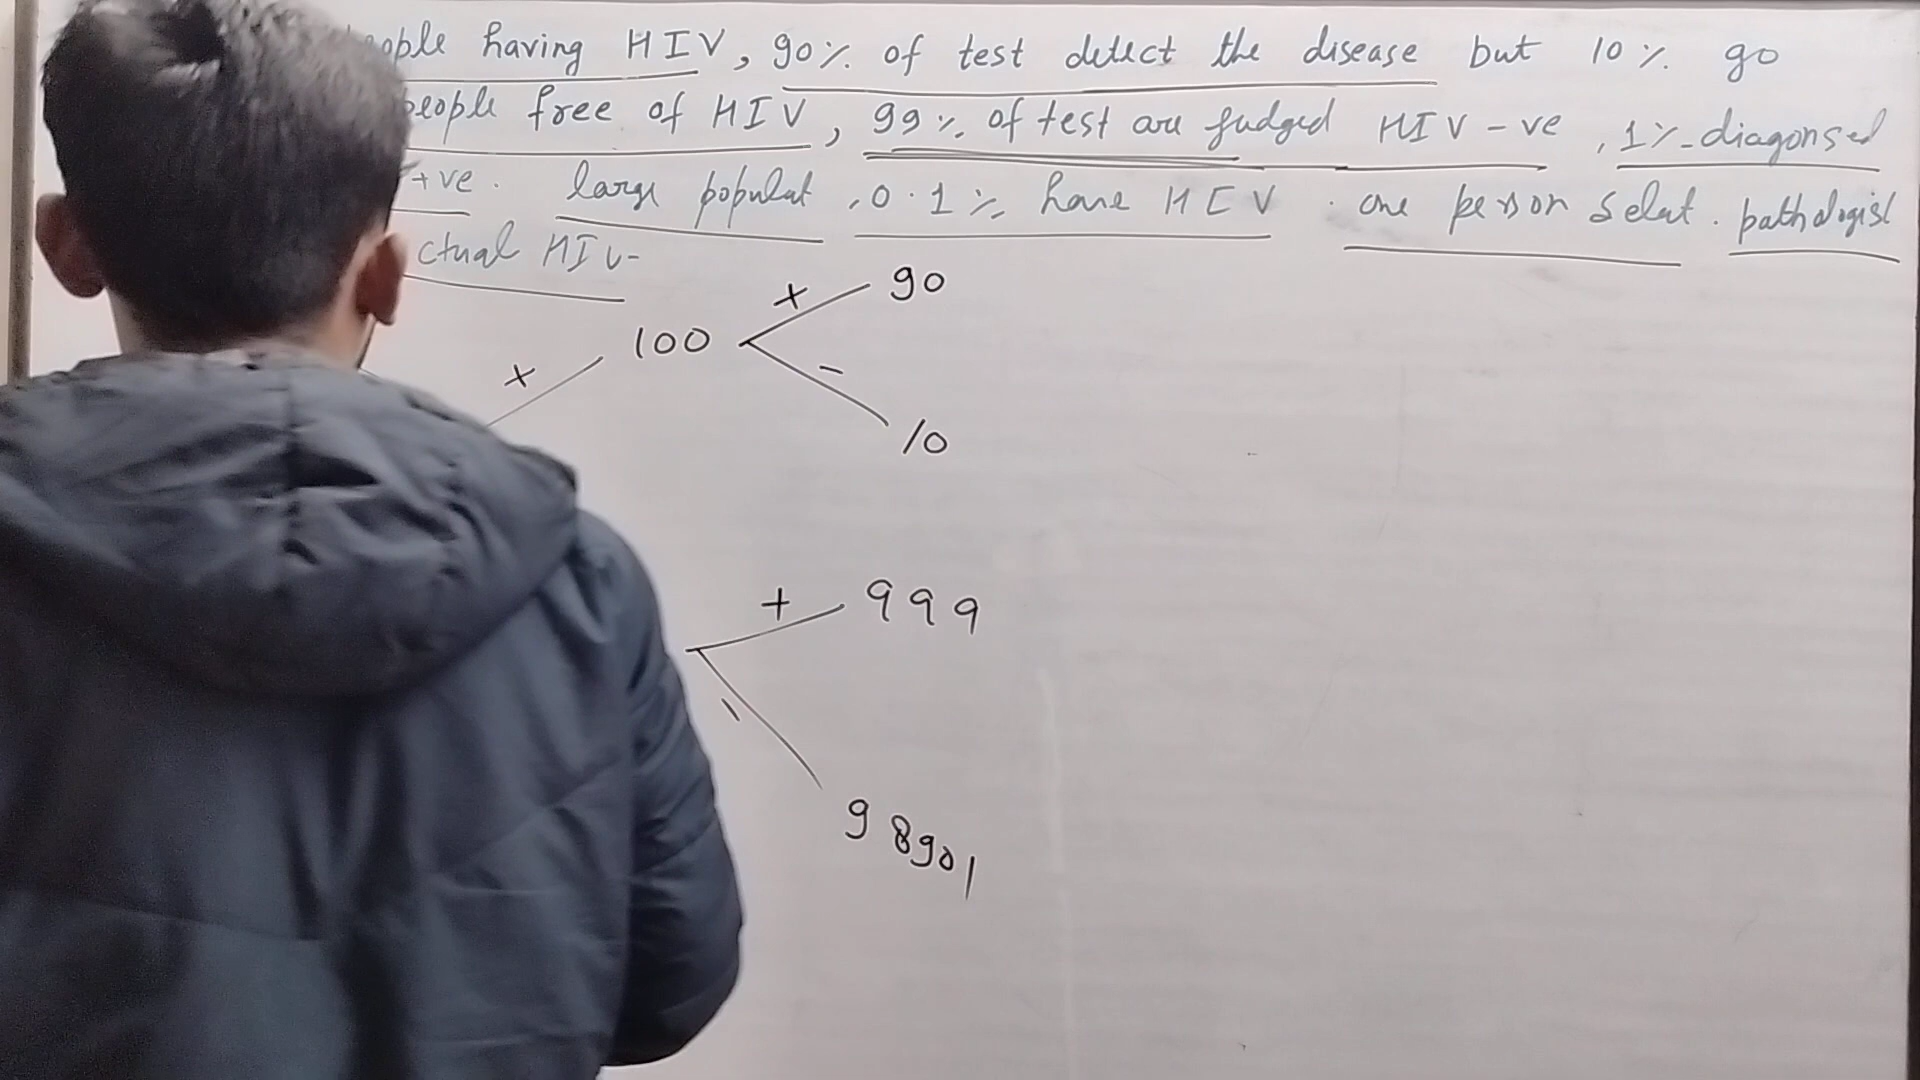 ople having HIV, 90% of test detect the disease but 10% go
people free of HIV, 99% of test are judged HIV -ve, 1% diagonsed
+ve. large populat, 0.1% have HIV. one person selet. pathologist
ctual HIV-
+ 90
+ 100
- 10
+ 999
- 98901